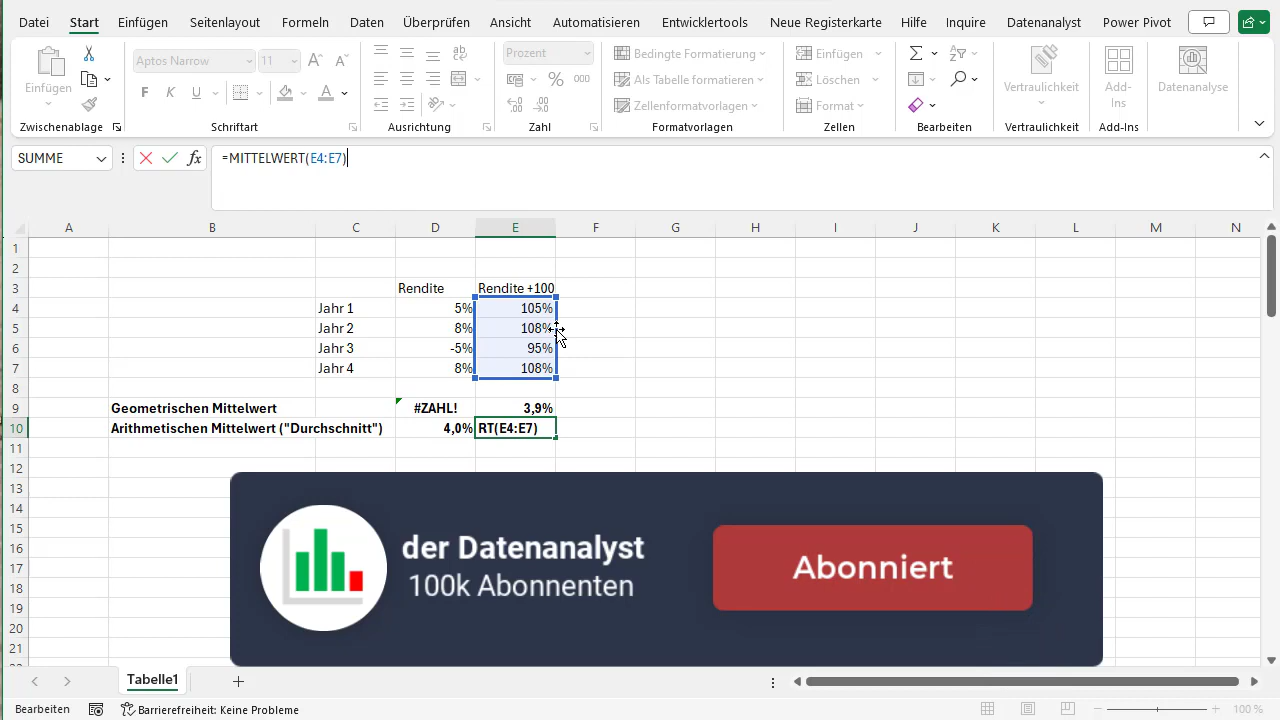 Datei Start Einfügen Seitenlayout Formeln Daten Überprüfen Ansicht Automatisieren Entwicklertools Neue Registerkarte Hilfe Inquire Datenanalyst Power Pivot
Einfügen
Aptos Narrow 11
F K U
Prozent
% 000
Bedingte Formatierung
Als Tabelle formatieren
Zellenformatvorlagen
Einfügen
Löschen
Format
Vertraulichkeit
Add-Ins
Datenanalyse
Zwischenablage Schriftart Ausrichtung Zahl Formatvorlagen Zellen Bearbeiten Vertraulichkeit Add-Ins
SUMME fx =MITTELWERT(E4:E7)
A B C D E F G H I J K L M N
1
2
3 Rendite Rendite +100
4 Jahr 1 5% 105%
5 Jahr 2 8% 108%
6 Jahr 3 -5% 95%
7 Jahr 4 8% 108%
8
9 Geometrischen Mittelwert #ZAHL! 3,9%
10 Arithmetischen Mittelwert ("Durchschnitt") 4,0% RT(E4:E7)
11
12
13
14
15
16
17
18
19
20
21
der Datenanalyst
100k Abonnenten
Abonniert
Tabelle1
Bearbeiten Barrierefreiheit: Keine Probleme 100 %